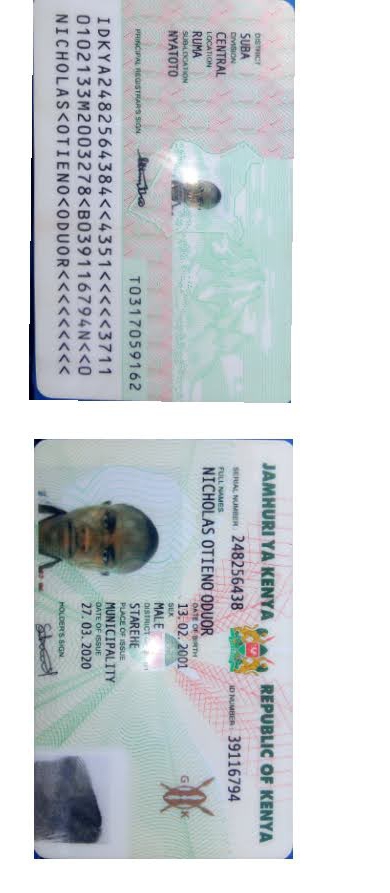 DISTRICT
SUBA
DIVISION
CENTRAL
LOCATION
RUMA
SUB-LOCATION
NYATOTO
PRINCIPAL REGISTRAR'S SIGN.
T0317059162
IDKYA2482564384<<4351<<<<<3711
0102133M2003278<B039116794N<<0
NICHOLAS<OTIENO<ODUOR<<<<<<<<<
JAMHURI YA KENYA REPUBLIC OF KENYA
SERIAL NUMBER: 248256438 ID NUMBER: 39116794
FULL NAMES
NICHOLAS OTIENO ODUOR
DATE OF BIRTH
13.02.2001
SEX
MALE
DISTRICT
STAREHE
PLACE OF ISSUE
MUNICIPALITY
DATE OF ISSUE
27.03.2020
HOLDER'S SIGN.
G K